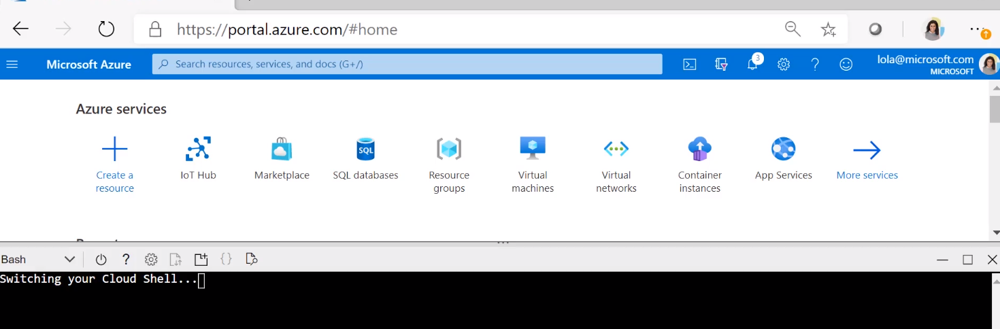 https://portal.azure.com/#home
Microsoft Azure
Search resources, services, and docs (G+/)
3
lola@microsoft.com
MICROSOFT
Azure services
SQL
Create a
resource
IoT Hub
Marketplace
SQL databases
Resource
groups
Virtual
machines
Virtual
networks
Container
instances
App Services
More services
Bash
Switching your Cloud Shell...